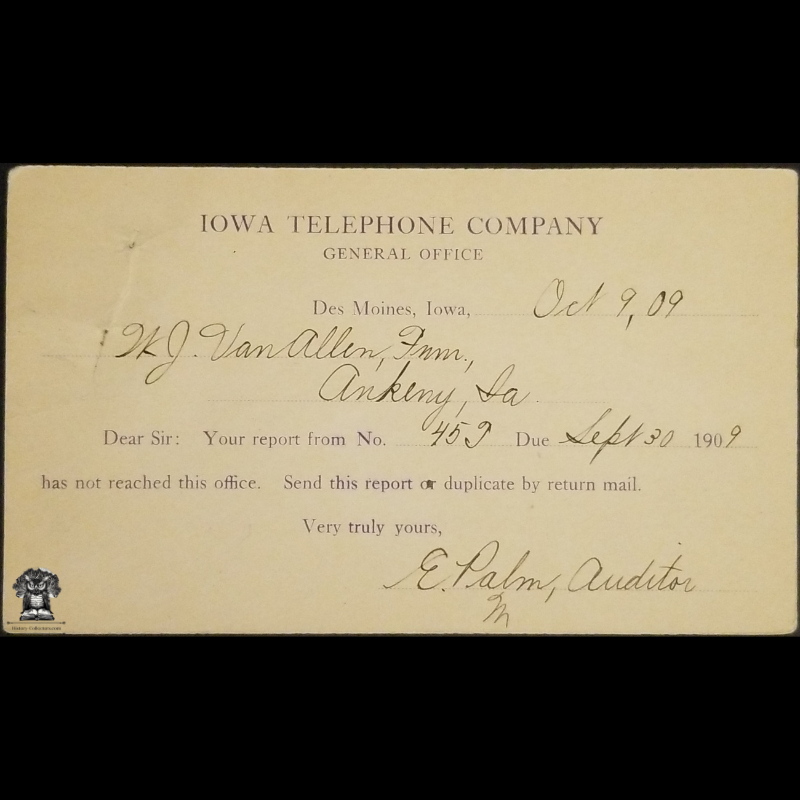 IOWA TELEPHONE COMPANY
GENERAL OFFICE
Des Moines, Iowa, Oct 9, 09
W J. Van Allen, Fmn.,
Ankeny, Ia.
Dear Sir: Your report from No. 459 Due Sept 30 1909
has not reached this office. Send this report or duplicate by return mail.
Very truly yours,
E. Palm, Auditor
M